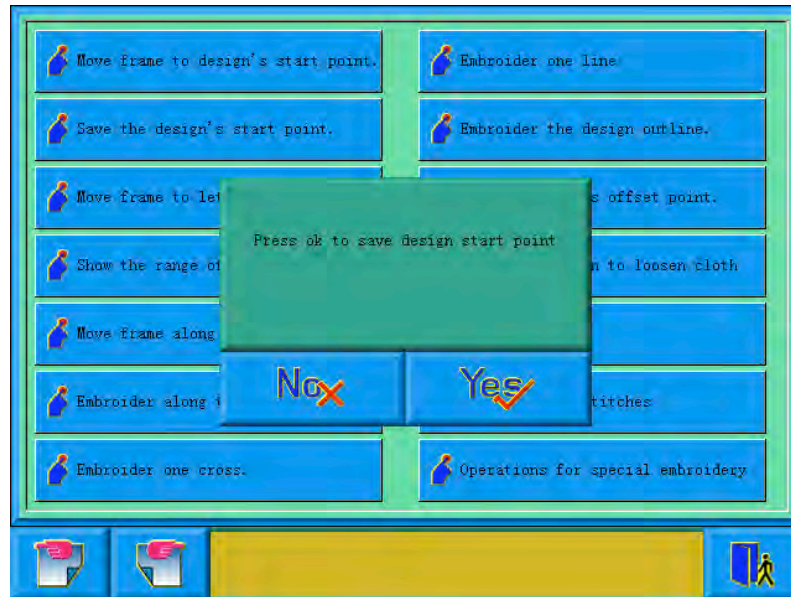 Move frame to design's start point.
Embroider one line
Save the design's start point.
Embroider the design outline.
Move frame to
s offset point.
Press ok to save design start point
Show the range of
to loosen cloth
Move frame along
No
Yes
Embroider along
titches
Embroider one cross.
Operations for special embroidery